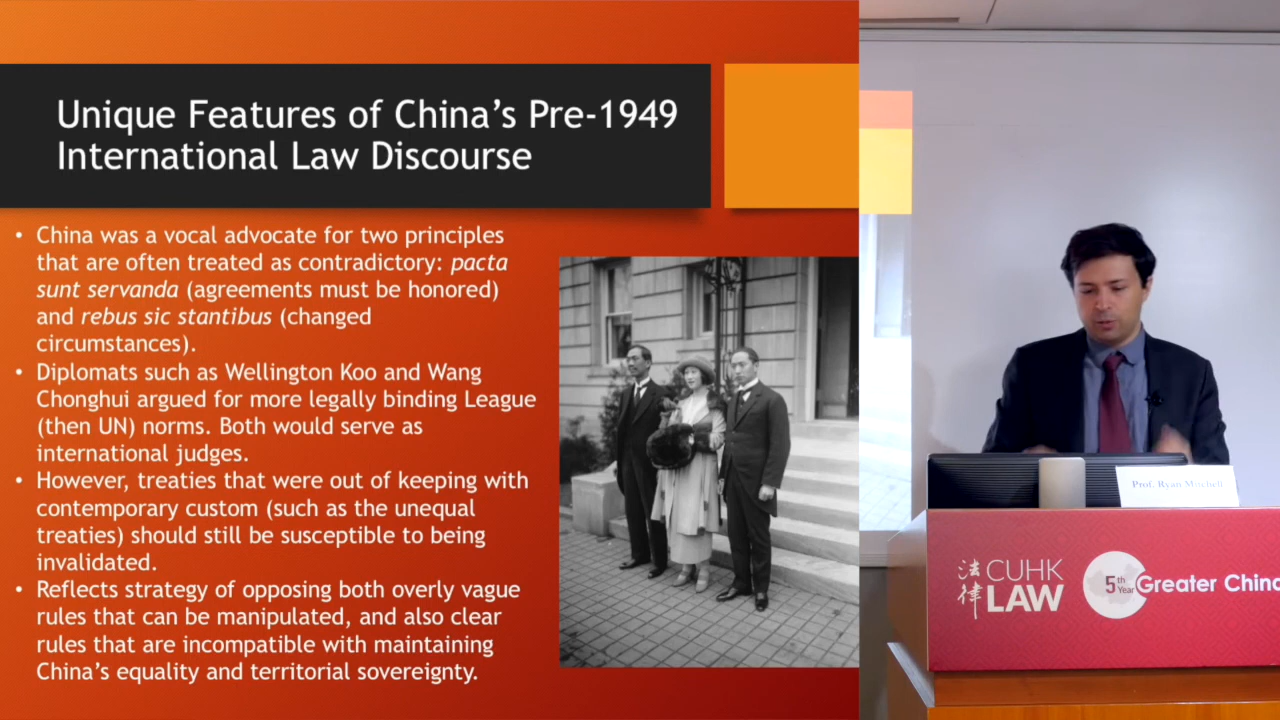 Unique Features of China’s Pre-1949
International Law Discourse
• China was a vocal advocate for two principles
that are often treated as contradictory: pacta
sunt servanda (agreements must be honored)
and rebus sic stantibus (changed
circumstances).
• Diplomats such as Wellington Koo and Wang
Chonghui argued for more legally binding League
(then UN) norms. Both would serve as
international judges.
• However, treaties that were out of keeping with
contemporary custom (such as the unequal
treaties) should still be susceptible to being
invalidated.
• Reflects strategy of opposing both overly vague
rules that can be manipulated, and also clear
rules that are incompatible with maintaining
China’s equality and territorial sovereignty.
Prof. Ryan Mitchell
法律
CUHK
LAW
5th
Year
Greater China